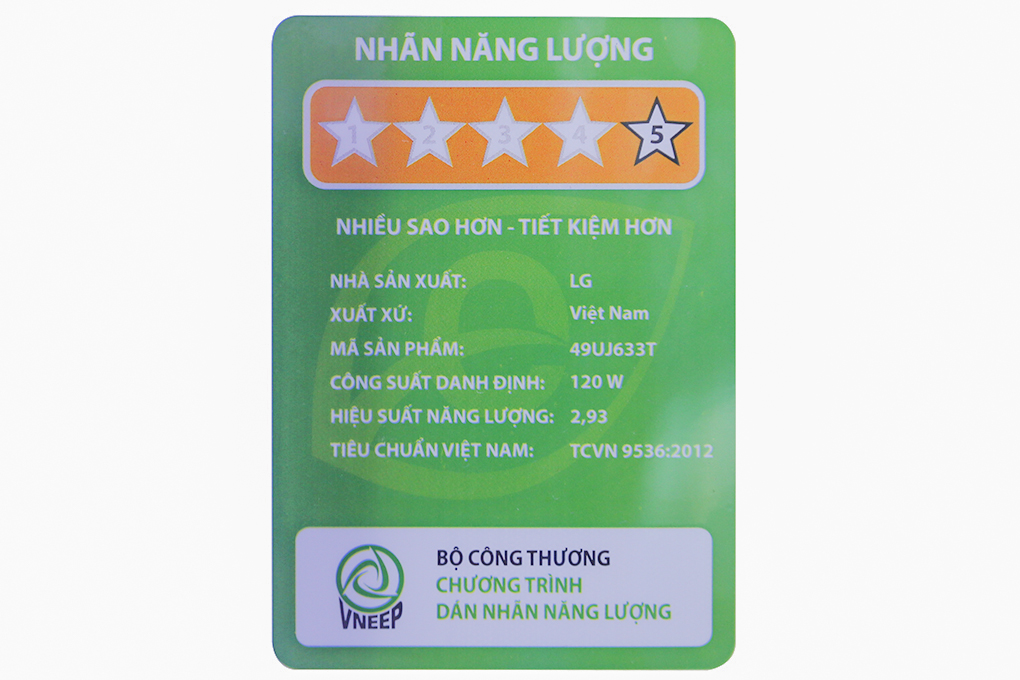 NHÃN NĂNG LƯỢNG
1 2 3 4 5
NHIỀU SAO HƠN - TIẾT KIỆM HƠN
NHÀ SẢN XUẤT: LG
XUẤT XỨ: Việt Nam
MÃ SẢN PHẨM: 49UJ633T
CÔNG SUẤT DANH ĐỊNH: 120 W
HIỆU SUẤT NĂNG LƯỢNG: 2,93
TIÊU CHUẨN VIỆT NAM: TCVN 9536:2012
BỘ CÔNG THƯƠNG
CHƯƠNG TRÌNH
DÁN NHÃN NĂNG LƯỢNG
VNEEP